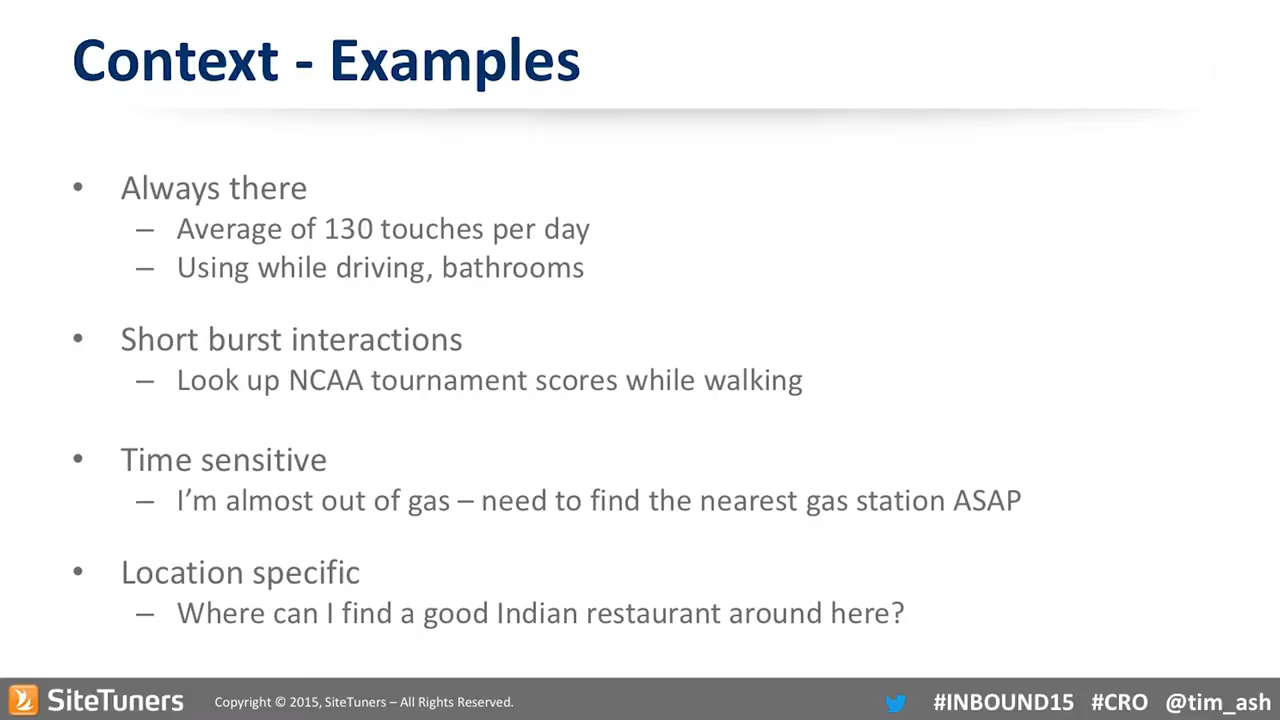 Context - Examples
• Always there
– Average of 130 touches per day
– Using while driving, bathrooms
• Short burst interactions
– Look up NCAA tournament scores while walking
• Time sensitive
– I’m almost out of gas – need to find the nearest gas station ASAP
• Location specific
– Where can I find a good Indian restaurant around here?
SiteTuners Copyright © 2015, SiteTuners – All Rights Reserved. #INBOUND15 #CRO @tim_ash